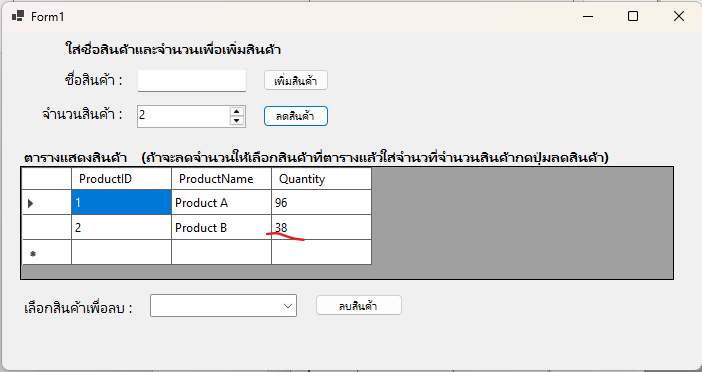 Form1
ใส่ชื่อสินค้าและจำนวนเพื่อเพิ่มสินค้า
ชื่อสินค้า : เพิ่มสินค้า
จำนวนสินค้า : 2 ลดสินค้า
ตารางแสดงสินค้า (ถ้าจะลดจำนวนให้เลือกสินค้าที่ตารางแล้วใส่จำนวที่จำนวนสินค้ากดปุ่มลดสินค้า)
ProductID ProductName Quantity
1 Product A 96
2 Product B 38
เลือกสินค้าเพื่อลบ : ลบสินค้า